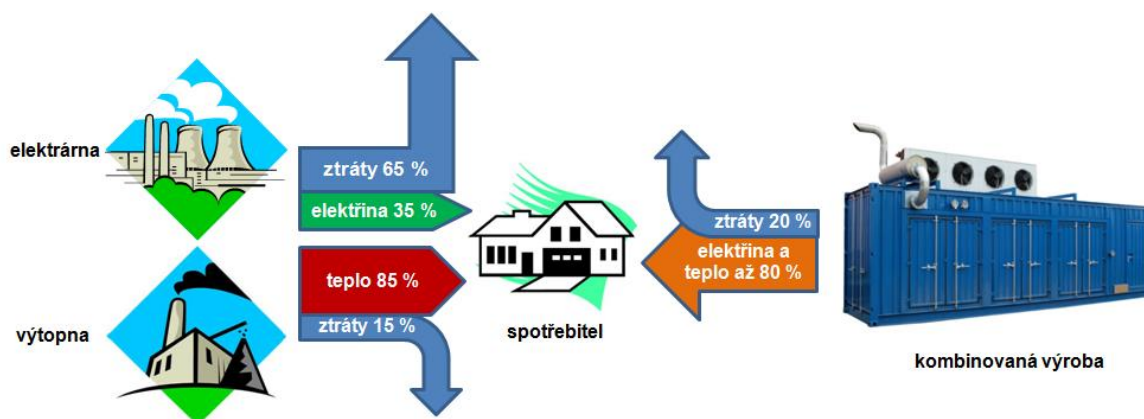 elektrárna
ztráty 65 %
elektřina 35 %
teplo 85 %
ztráty 15 %
výtopna
spotřebitel
ztráty 20 %
elektřina a
teplo až 80 %
kombinovaná výroba